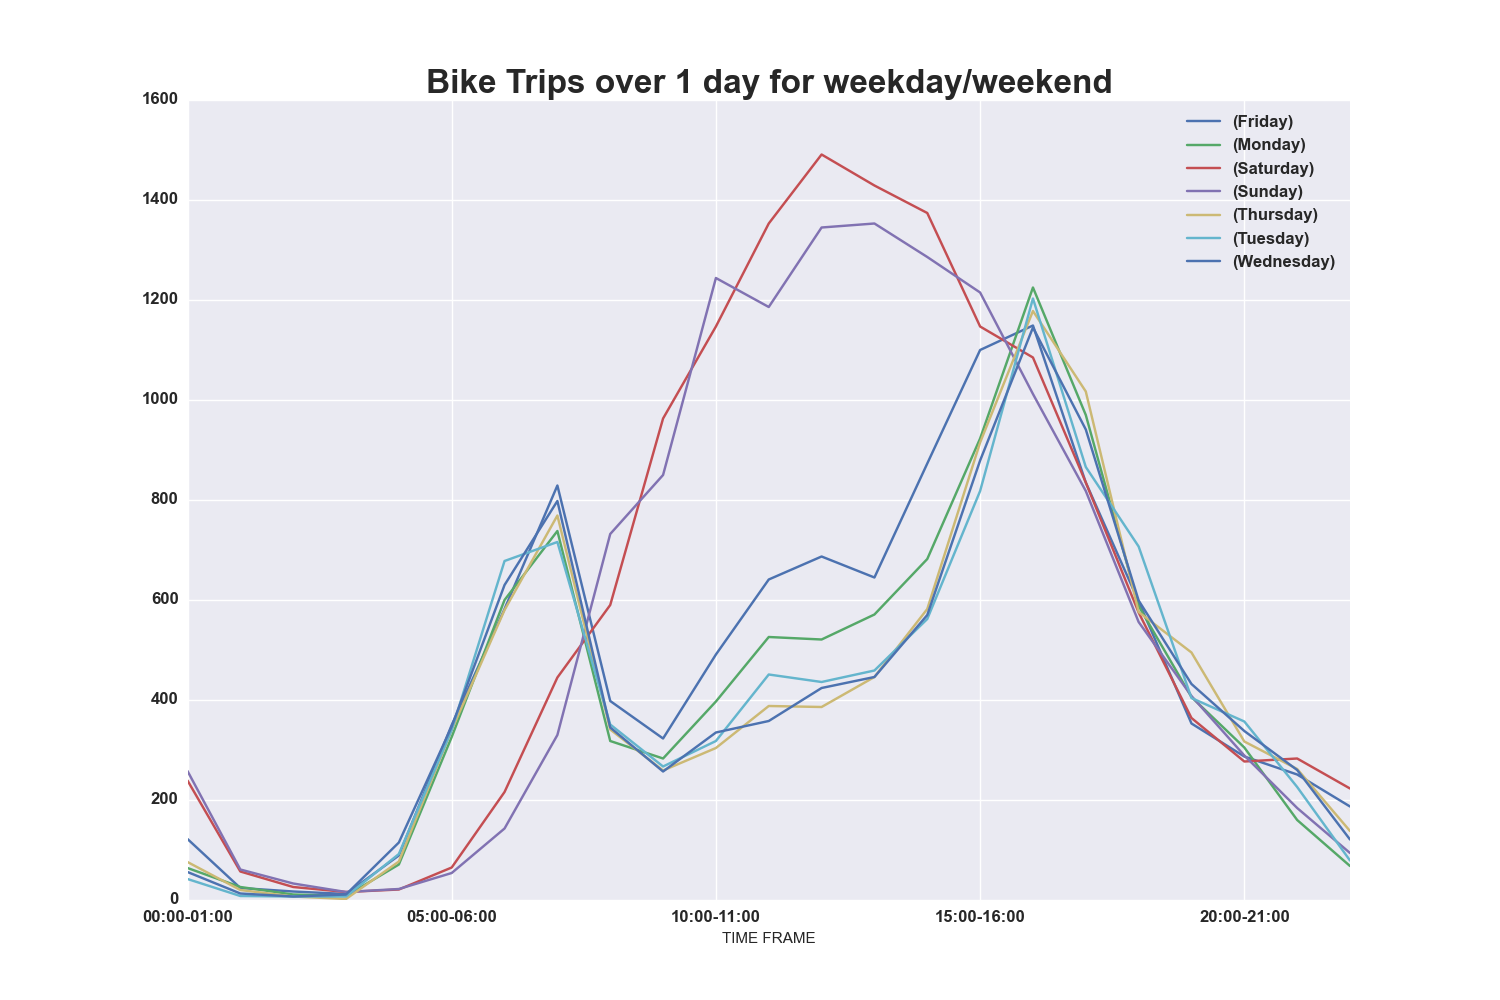 Bike Trips over 1 day for weekday/weekend
1600
1400
1200
1000
800
600
400
200
0
(Friday)
(Monday)
(Saturday)
(Sunday)
(Thursday)
(Tuesday)
(Wednesday)
00:00-01:00 05:00-06:00 10:00-11:00 15:00-16:00 20:00-21:00
TIME FRAME